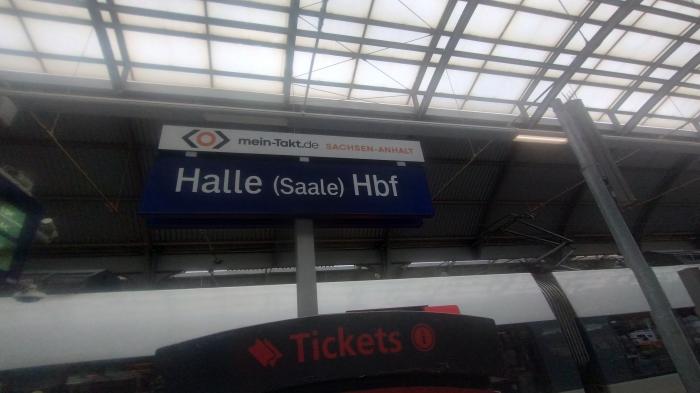 mein-Takt.de SACHSEN-ANHALT
Halle (Saale) Hbf
Tickets i